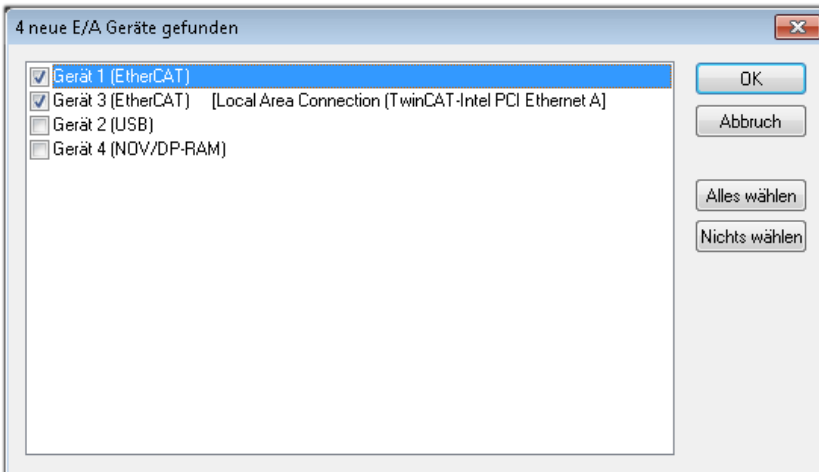 4 neue E/A Geräte gefunden
Gerät 1 (EtherCAT)
Gerät 3 (EtherCAT) [Local Area Connection (TwinCAT-Intel PCI Ethernet A]
Gerät 2 (USB)
Gerät 4 (NOV/DP-RAM)
OK
Abbruch
Alles wählen
Nichts wählen